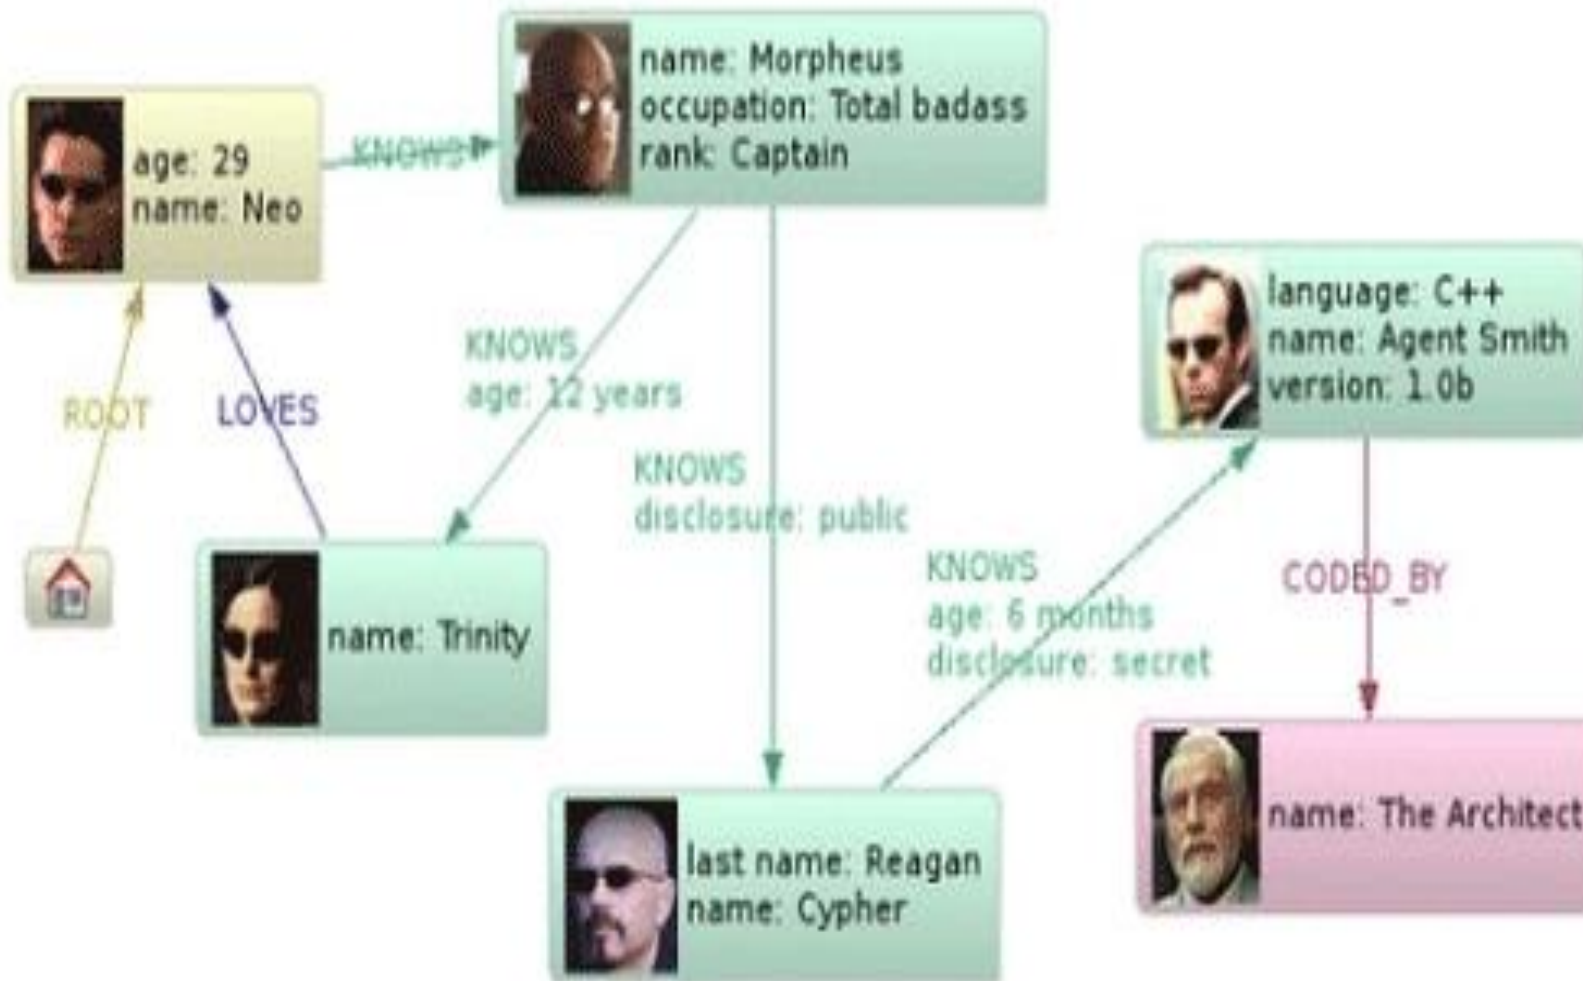 name: Morpheus
occupation: Total badass
rank: Captain
age: 29
name: Neo
KNOWS
language: C++
name: Agent Smith
version: 1.0b
KNOWS
age: 12 years
ROOT
LOVES
KNOWS
disclosure: public
KNOWS
age: 6 months
disclosure: secret
CODED_BY
name: Trinity
name: The Architect
last name: Reagan
name: Cypher